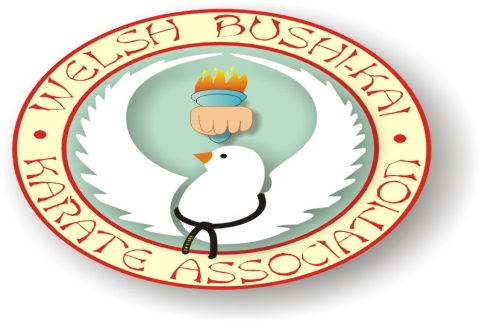 WELSH BUSHI-KAI
KARATE ASSOCIATION